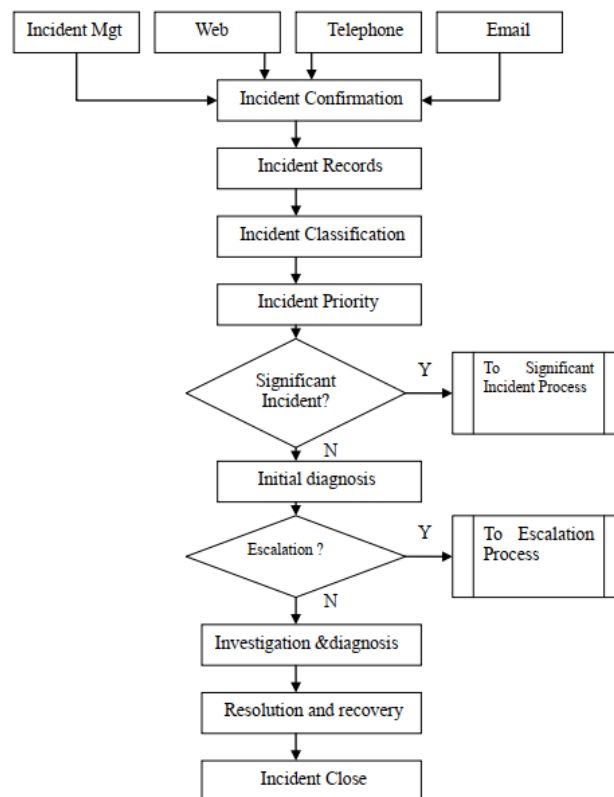 Incident Mgt
Web
Telephone
Email
Incident Confirmation
Incident Records
Incident Classification
Incident Priority
Significant
Incident?
Y
To Significant
Incident Process
N
Initial diagnosis
Escalation ?
Y
To Escalation
Process
N
Investigation &diagnosis
Resolution and recovery
Incident Close